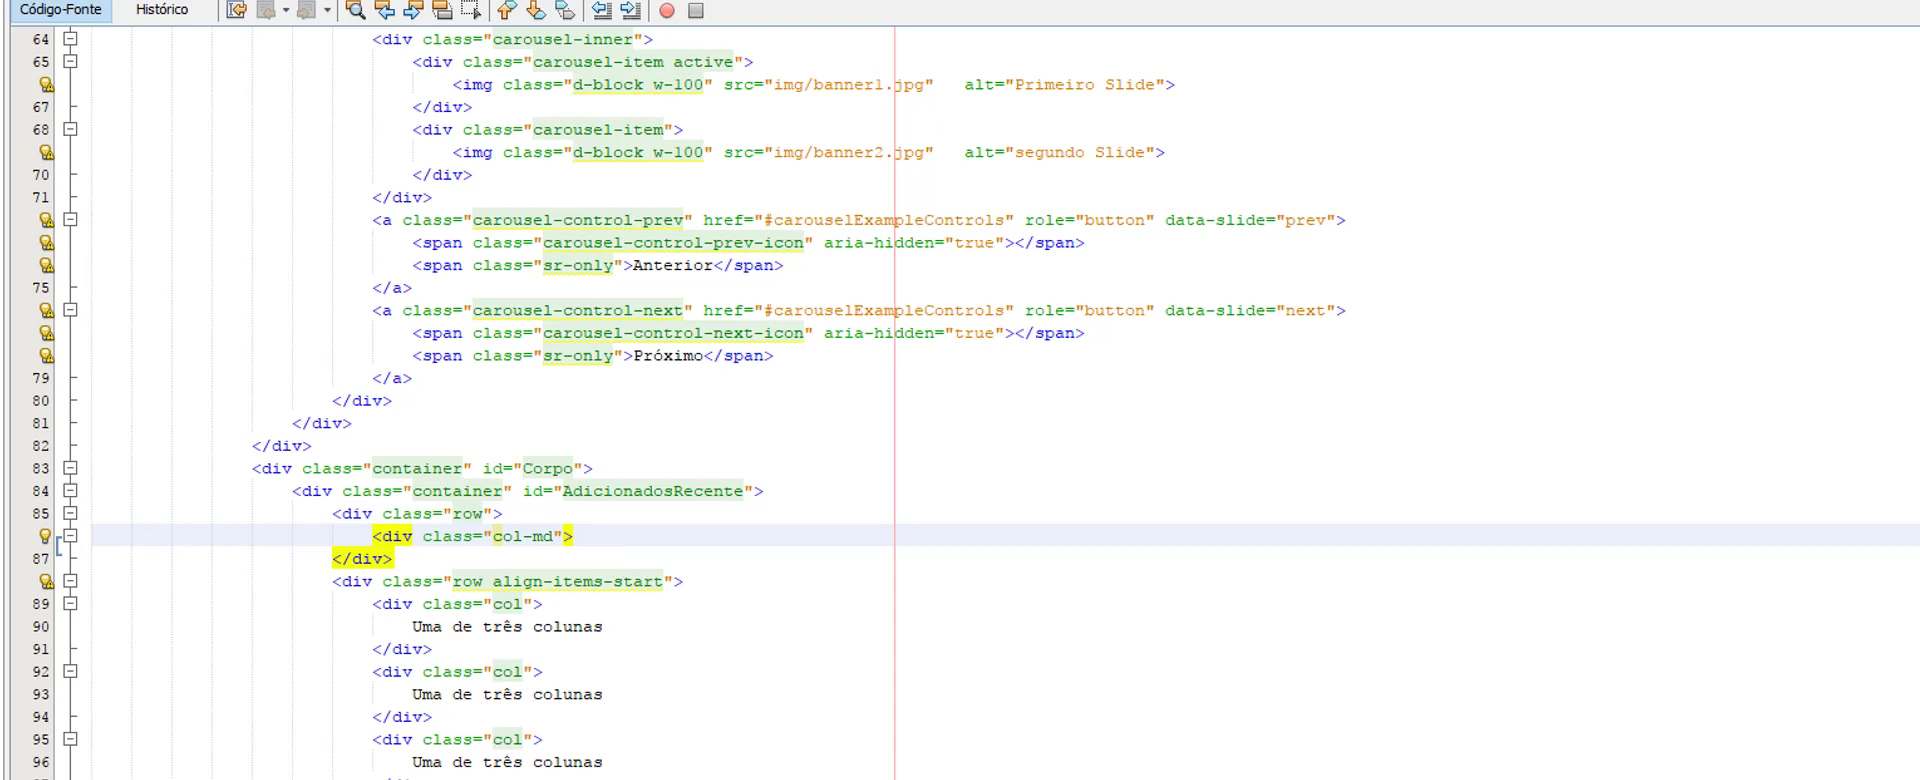 Código-Fonte Histórico
64 <div class="carousel-inner">
65 <div class="carousel-item active">
<img class="d-block w-100" src="img/banner1.jpg" alt="Primeiro Slide">
67 </div>
68 <div class="carousel-item">
<img class="d-block w-100" src="img/banner2.jpg" alt="segundo Slide">
70 </div>
71 </div>
<a class="carousel-control-prev" href="#carouselExampleControls" role="button" data-slide="prev">
<span class="carousel-control-prev-icon" aria-hidden="true"></span>
<span class="sr-only">Anterior</span>
75 </a>
<a class="carousel-control-next" href="#carouselExampleControls" role="button" data-slide="next">
<span class="carousel-control-next-icon" aria-hidden="true"></span>
<span class="sr-only">Próximo</span>
79 </a>
80 </div>
81 </div>
82 </div>
83 <div class="container" id="Corpo">
84 <div class="container" id="AdicionadosRecente">
85 <div class="row">
<div class="col-md">
87 </div>
<div class="row align-items-start">
89 <div class="col">
90 Uma de três colunas
91 </div>
92 <div class="col">
93 Uma de três colunas
94 </div>
95 <div class="col">
96 Uma de três colunas